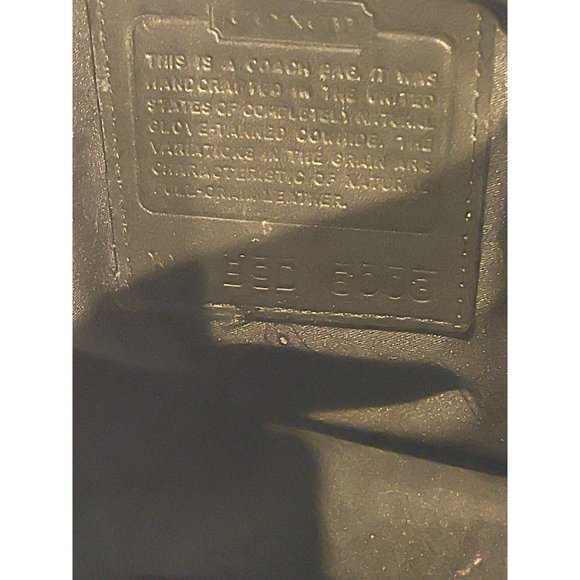 COACH
THIS IS A COACH BAG. IT WAS
HANDCRAFTED IN THE UNITED
STATES OF COMPLETELY NATURAL
GLOVE-TANNED COWHIDE. THE
VARIATIONS IN THE GRAIN ARE
CHARACTERISTIC OF NATURAL
FULL-GRAIN LEATHER.